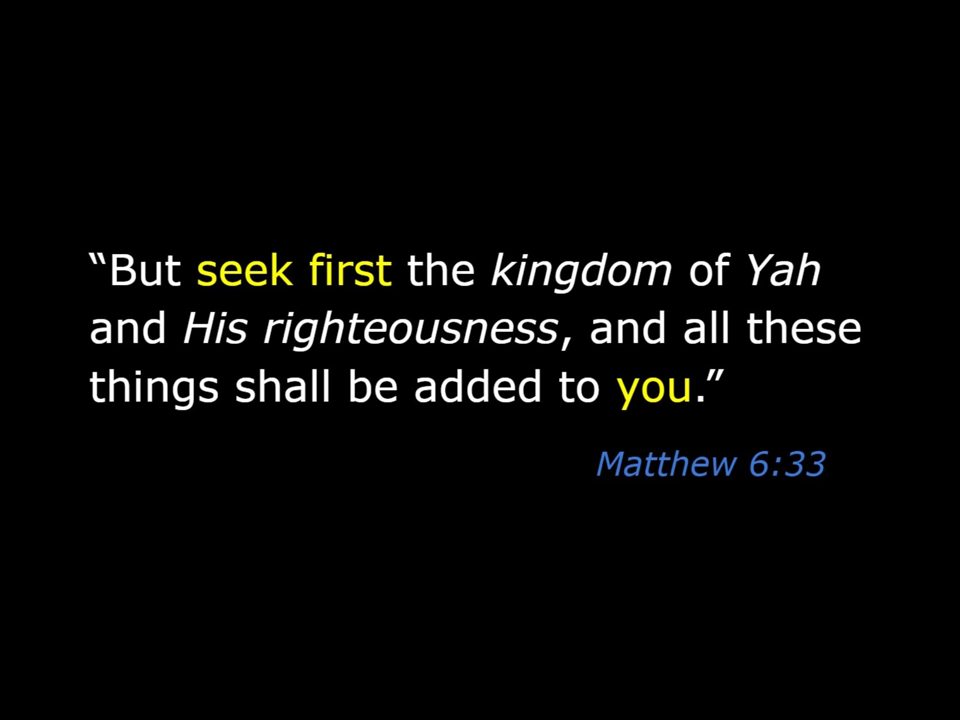 “But seek first the kingdom of Yah
and His righteousness, and all these
things shall be added to you.”
Matthew 6:33